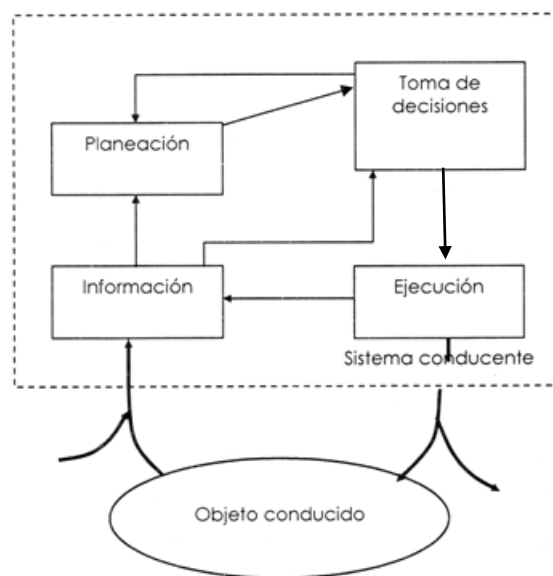 Toma de
decisiones
Planeación
Información
Ejecución
Sistema conducente
Objeto conducido